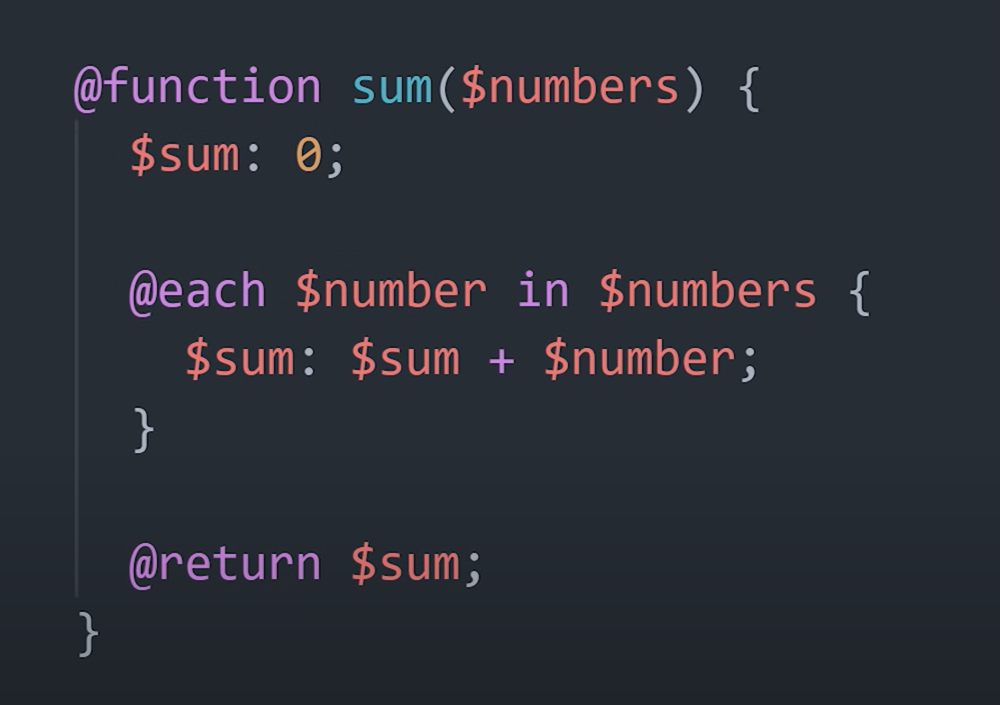 @function sum($numbers) {
  $sum: 0;
  @each $number in $numbers {
    $sum: $sum + $number;
  }
  @return $sum;
}